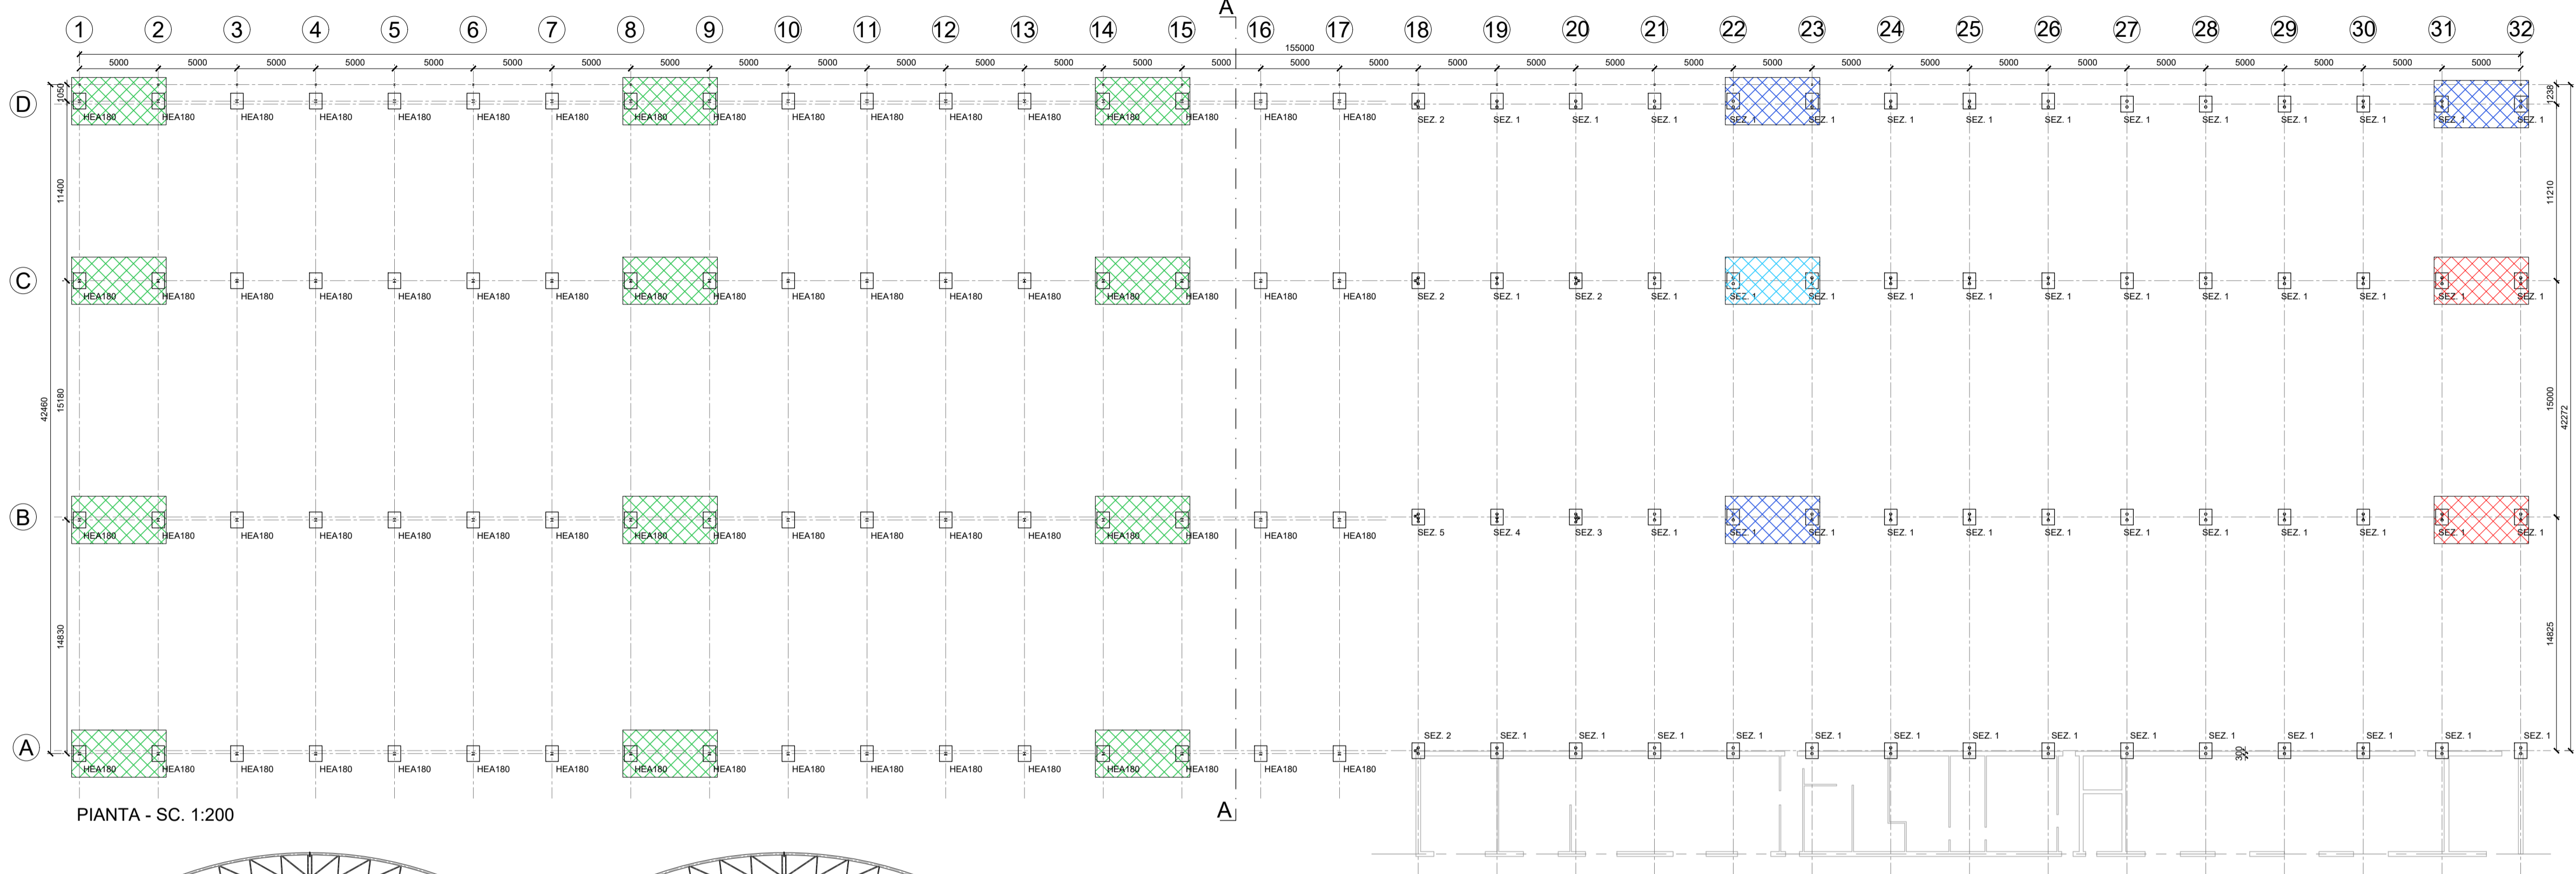 A
1 2 3 4 5 6 7 8 9 10 11 12 13 14 15 16 17 18 19 20 21 22 23 24 25 26 27 28 29 30 31 32
155000
5000 5000 5000 5000 5000 5000 5000 5000 5000 5000 5000 5000 5000 5000 5000 5000 5000 5000 5000 5000 5000 5000 5000 5000 5000 5000 5000 5000 5000 5000 5000
1050
1238
D
HEA180 HEA180 HEA180 HEA180 HEA180 HEA180 HEA180 HEA180 HEA180 HEA180 HEA180 HEA180 HEA180 HEA180 HEA180 HEA180 HEA180 SEZ. 2 SEZ. 1 SEZ. 1 SEZ. 1 SEZ. 1 SEZ. 1 SEZ. 1 SEZ. 1 SEZ. 1 SEZ. 1 SEZ. 1 SEZ. 1 SEZ. 1 SEZ. 1 SEZ. 1
11400
11210
C
HEA180 HEA180 HEA180 HEA180 HEA180 HEA180 HEA180 HEA180 HEA180 HEA180 HEA180 HEA180 HEA180 HEA180 HEA180 HEA180 HEA180 SEZ. 2 SEZ. 1 SEZ. 2 SEZ. 1 SEZ. 1 SEZ. 1 SEZ. 1 SEZ. 1 SEZ. 1 SEZ. 1 SEZ. 1 SEZ. 1 SEZ. 1 SEZ. 1 SEZ. 1
42460
15180
15000
42272
B
HEA180 HEA180 HEA180 HEA180 HEA180 HEA180 HEA180 HEA180 HEA180 HEA180 HEA180 HEA180 HEA180 HEA180 HEA180 HEA180 HEA180 SEZ. 5 SEZ. 4 SEZ. 3 SEZ. 1 SEZ. 1 SEZ. 1 SEZ. 1 SEZ. 1 SEZ. 1 SEZ. 1 SEZ. 1 SEZ. 1 SEZ. 1 SEZ. 1 SEZ. 1
14830
14825
SEZ. 2 SEZ. 1 SEZ. 1 SEZ. 1 SEZ. 1 SEZ. 1 SEZ. 1 SEZ. 1 SEZ. 1 SEZ. 1 SEZ. 1 SEZ. 1 SEZ. 1 SEZ. 1 SEZ. 1
A
300
HEA180 HEA180 HEA180 HEA180 HEA180 HEA180 HEA180 HEA180 HEA180 HEA180 HEA180 HEA180 HEA180 HEA180 HEA180 HEA180 HEA180
A
PIANTA - SC. 1:200